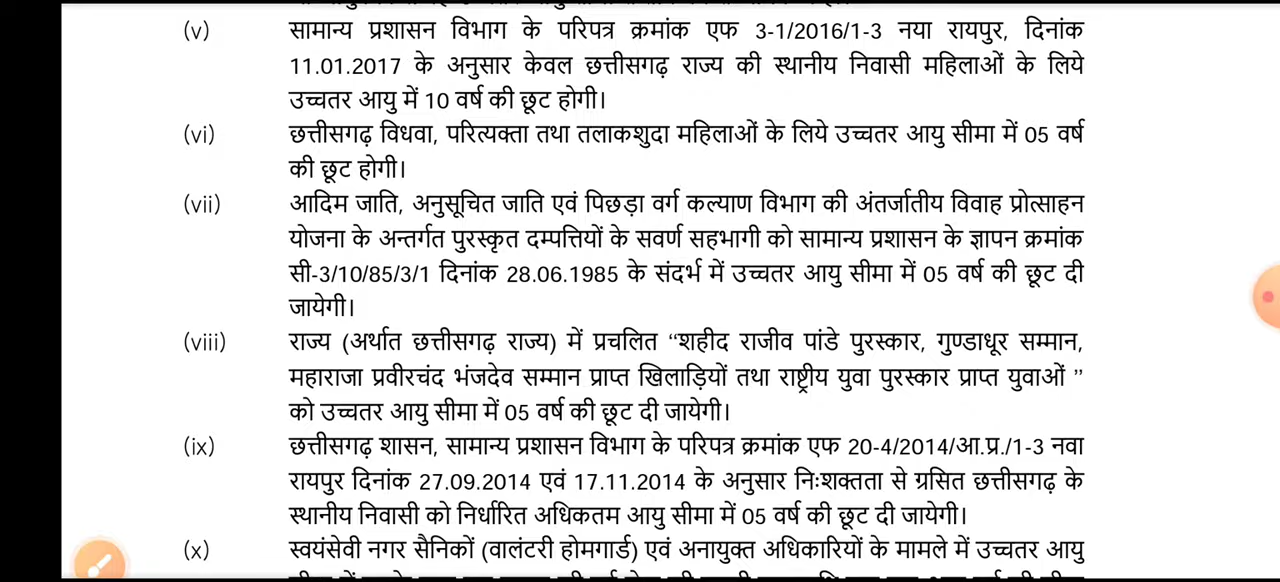 (v) सामान्य प्रशासन विभाग के परिपत्र क्रमांक एफ 3-1/2016/1-3 नया रायपुर, दिनांक
11.01.2017 के अनुसार केवल छत्तीसगढ़ राज्य की स्थानीय निवासी महिलाओं के लिये
उच्चतर आयु में 10 वर्ष की छूट होगी।
(vi) छत्तीसगढ़ विधवा, परित्यक्ता तथा तलाकशुदा महिलाओं के लिये उच्चतर आयु सीमा में 05 वर्ष
की छूट होगी।
(vii) आदिम जाति, अनुसूचित जाति एवं पिछड़ा वर्ग कल्याण विभाग की अंतर्जातीय विवाह प्रोत्साहन
योजना के अन्तर्गत पुरस्कृत दम्पत्तियों के सवर्ण सहभागी को सामान्य प्रशासन के ज्ञापन क्रमांक
सी-3/10/85/3/1 दिनांक 28.06.1985 के संदर्भ में उच्चतर आयु सीमा में 05 वर्ष की छूट दी
जायेगी।
(viii) राज्य (अर्थात छत्तीसगढ़ राज्य) में प्रचलित “शहीद राजीव पांडे पुरस्कार, गुण्डाधूर सम्मान,
महाराजा प्रवीरचंद भंजदेव सम्मान प्राप्त खिलाड़ियों तथा राष्ट्रीय युवा पुरस्कार प्राप्त युवाओं ”
को उच्चतर आयु सीमा में 05 वर्ष की छूट दी जायेगी।
(ix) छत्तीसगढ़ शासन, सामान्य प्रशासन विभाग के परिपत्र क्रमांक एफ 20-4/2014/आ.प्र./1-3 नवा
रायपुर दिनांक 27.09.2014 एवं 17.11.2014 के अनुसार निःशक्तता से ग्रसित छत्तीसगढ़ के
स्थानीय निवासी को निर्धारित अधिकतम आयु सीमा में 05 वर्ष की छूट दी जायेगी।
(x) स्वयंसेवी नगर सैनिकों (वालंटरी होमगार्ड) एवं अनायुक्त अधिकारियों के मामले में उच्चतर आयु